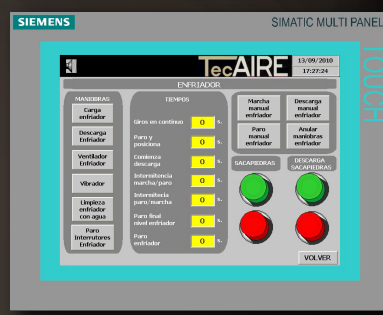 SIEMENS
SIMATIC MULTI PANEL
TOUCH
TecAIRE
13/09/2010
17:27:24
ENFRIADOR
MANIOBRAS
Carga
enfriador
Descarga
Enfriador
Ventilador
Enfriador
Vibrador
Limpieza
enfriador
con agua
Paro
Interrutores
Enfriador
TIEMPOS
Giros en continuo 0 s.
Paro y
posiciona 0 s.
Comienza
descarga 0 s.
Intermitencia
marcha/paro 0 s.
Intermitecia
paro/marcha 0 s.
Paro final
nivel enfriador 0 s.
Paro
enfriador 0 s.
Marcha
manual
enfriador
Descarga
manual
enfriador
Paro
manual
enfriador
Anular
maniobras
enfriador
SACAPIEDRAS
DESCARGA
SACAPIEDRAS
VOLVER